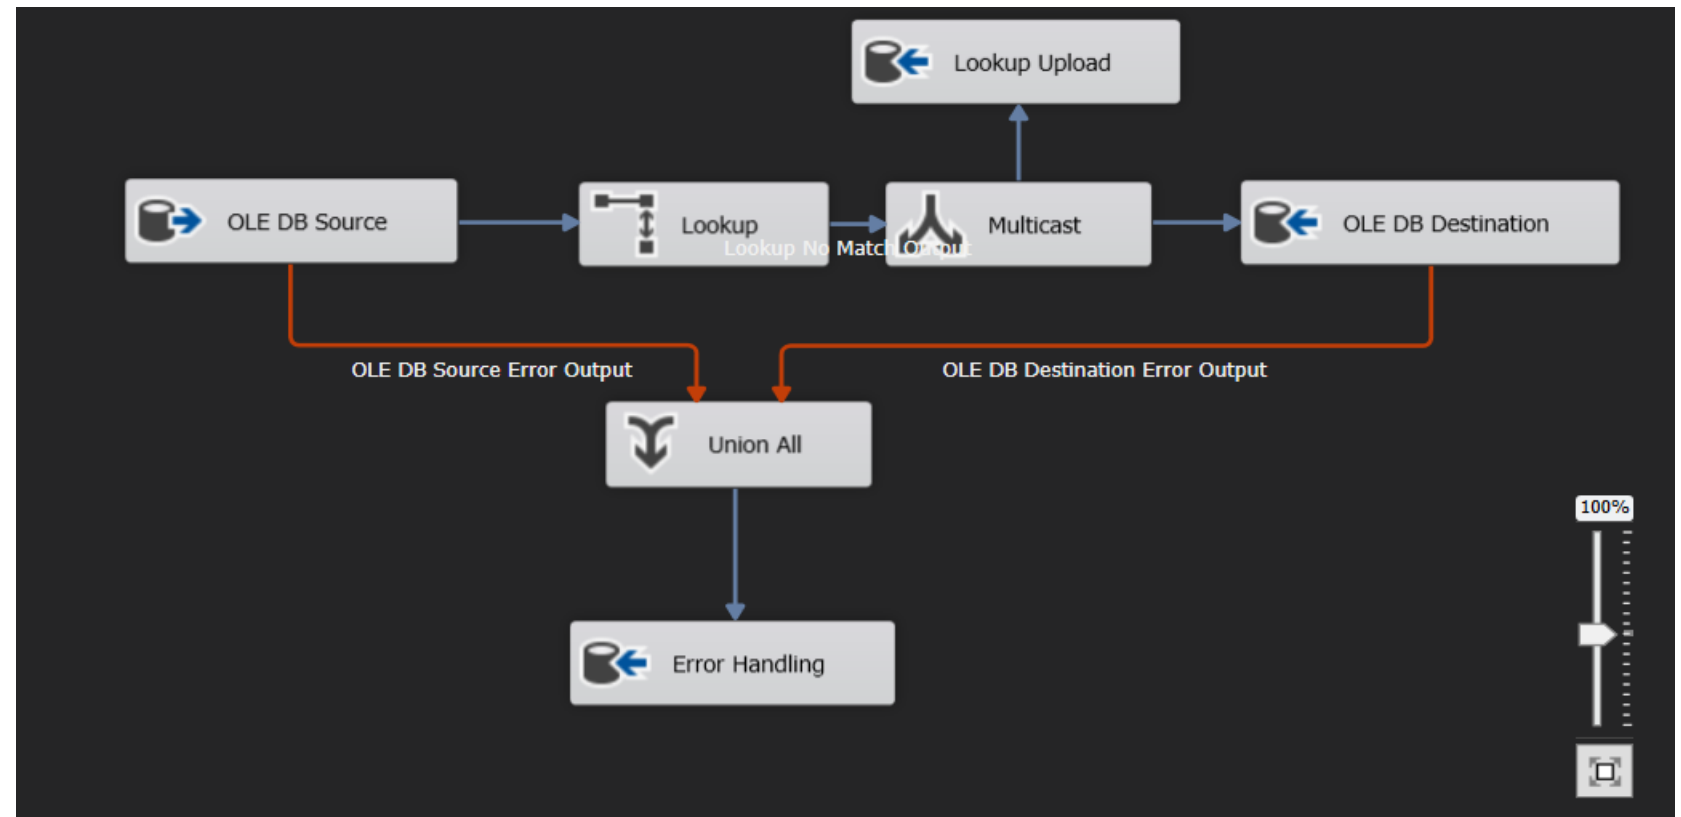 Lookup Upload
OLE DB Source
Lookup
Multicast
OLE DB Destination
Lookup No Match Output
OLE DB Source Error Output
OLE DB Destination Error Output
Union All
100%
Error Handling